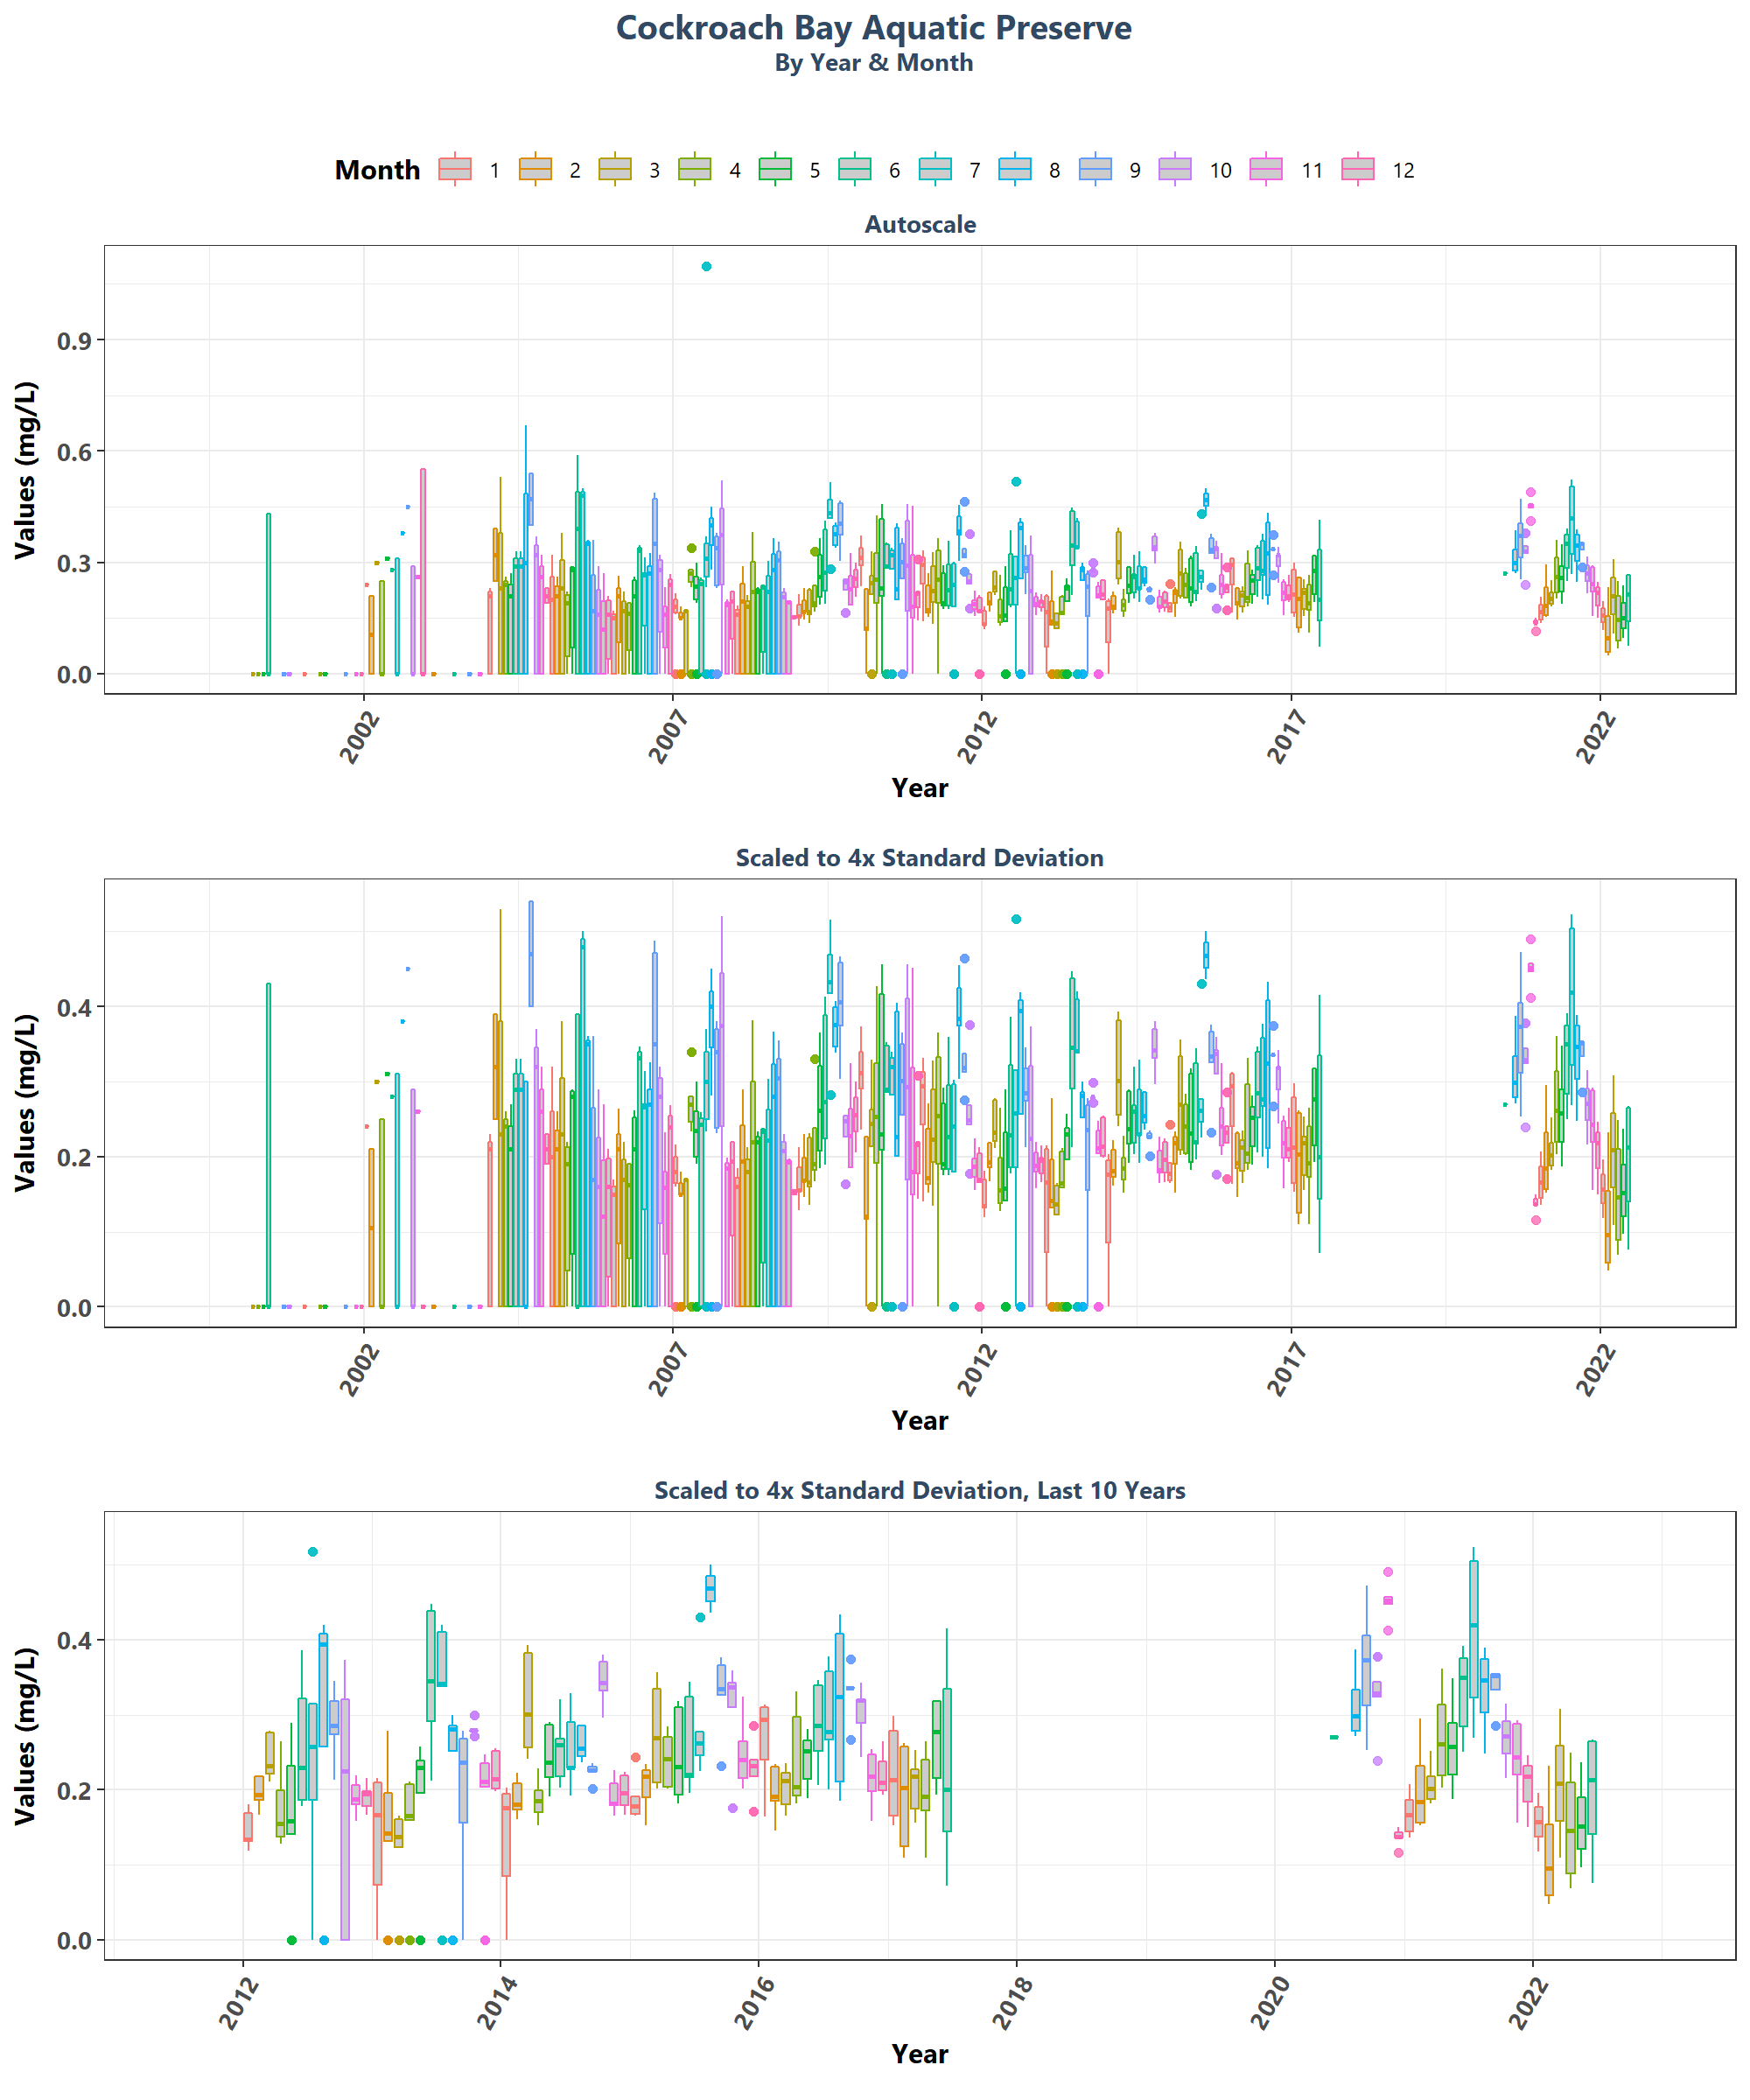 Cockroach Bay Aquatic Preserve
By Year & Month
Month 1 2 3 4 5 6 7 8 9 10 11 12
Autoscale
Values (mg/L)
0.9
0.6
0.3
0.0
2002 2007 2012 2017 2022
Year
Scaled to 4x Standard Deviation
Values (mg/L)
0.4
0.2
0.0
2002 2007 2012 2017 2022
Year
Scaled to 4x Standard Deviation, Last 10 Years
Values (mg/L)
0.4
0.2
0.0
2012 2014 2016 2018 2020 2022
Year